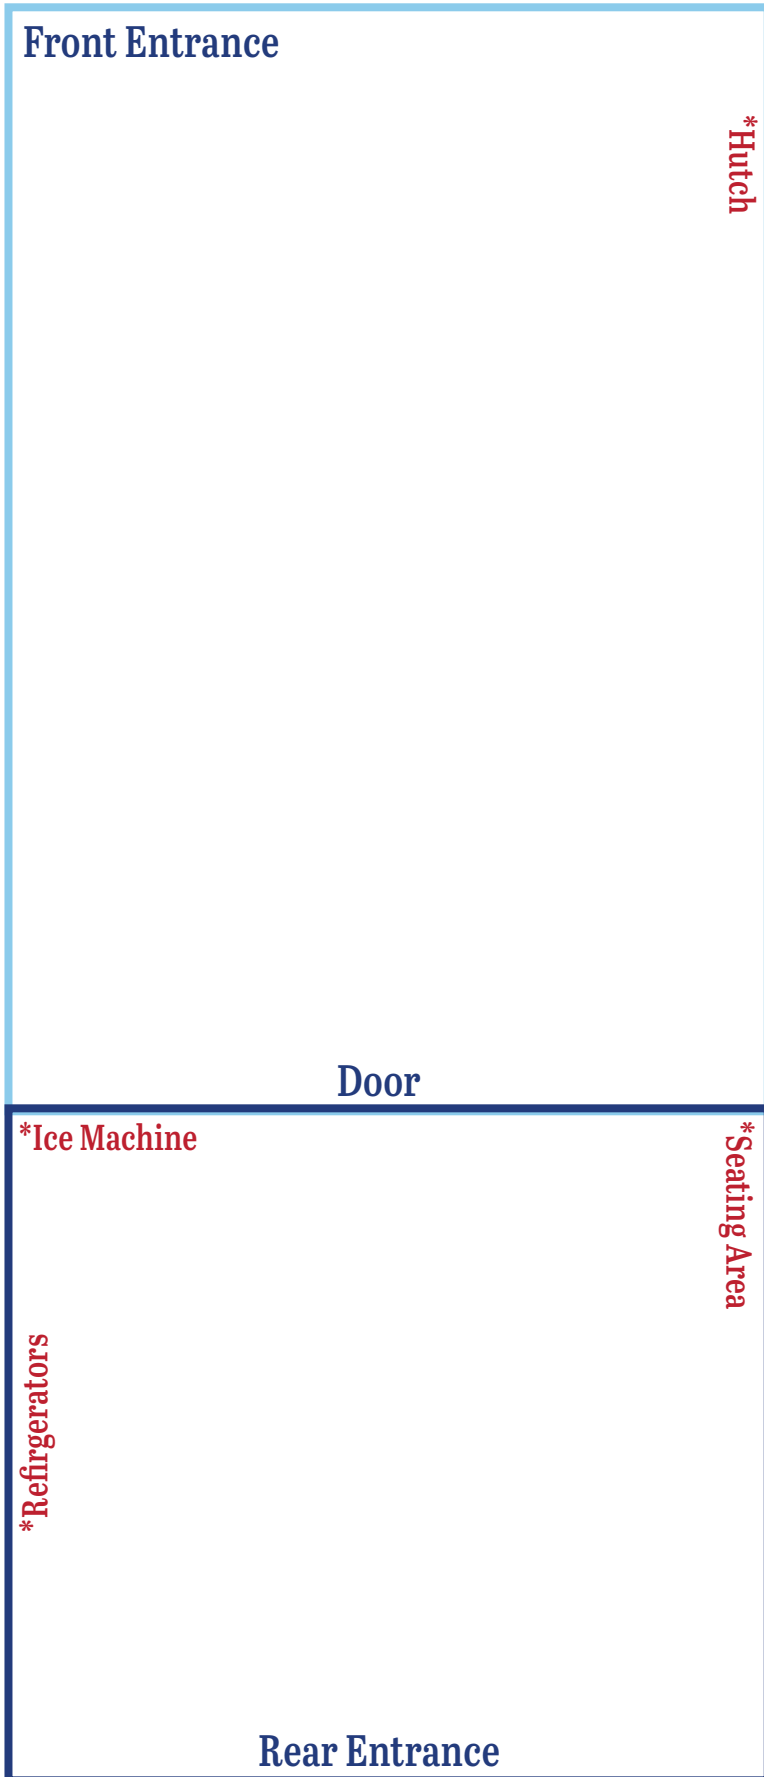 Front Entrance
*Hutch
Door
*Ice Machine
*Seating Area
*Refirgerators
Rear Entrance